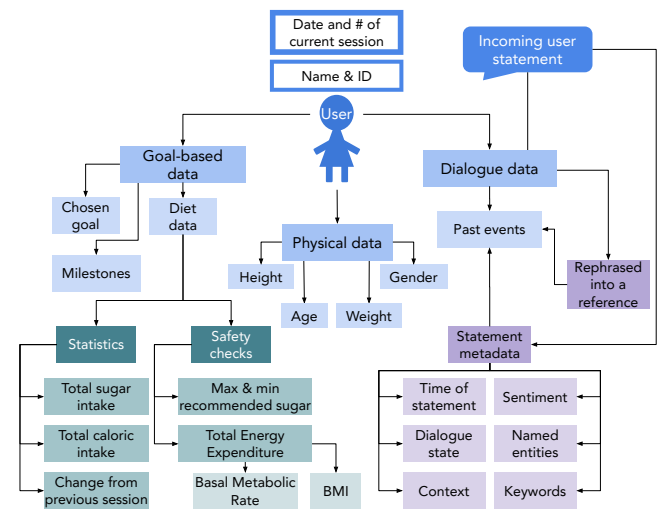 Date and # of
current session
Incoming user
statement
Name & ID
User
Goal-based
data
Dialogue data
Chosen
goal
Diet
data
Past events
Physical data
Milestones
Height
Gender
Rephrased
into a
reference
Age
Weight
Statistics
Safety
checks
Statement
metadata
Total sugar
intake
Max & min
recommended sugar
Time of
statement
Sentiment
Total caloric
intake
Total Energy
Expenditure
Dialogue
state
Named
entities
Change from
previous session
Basal Metabolic
Rate
BMI
Context
Keywords